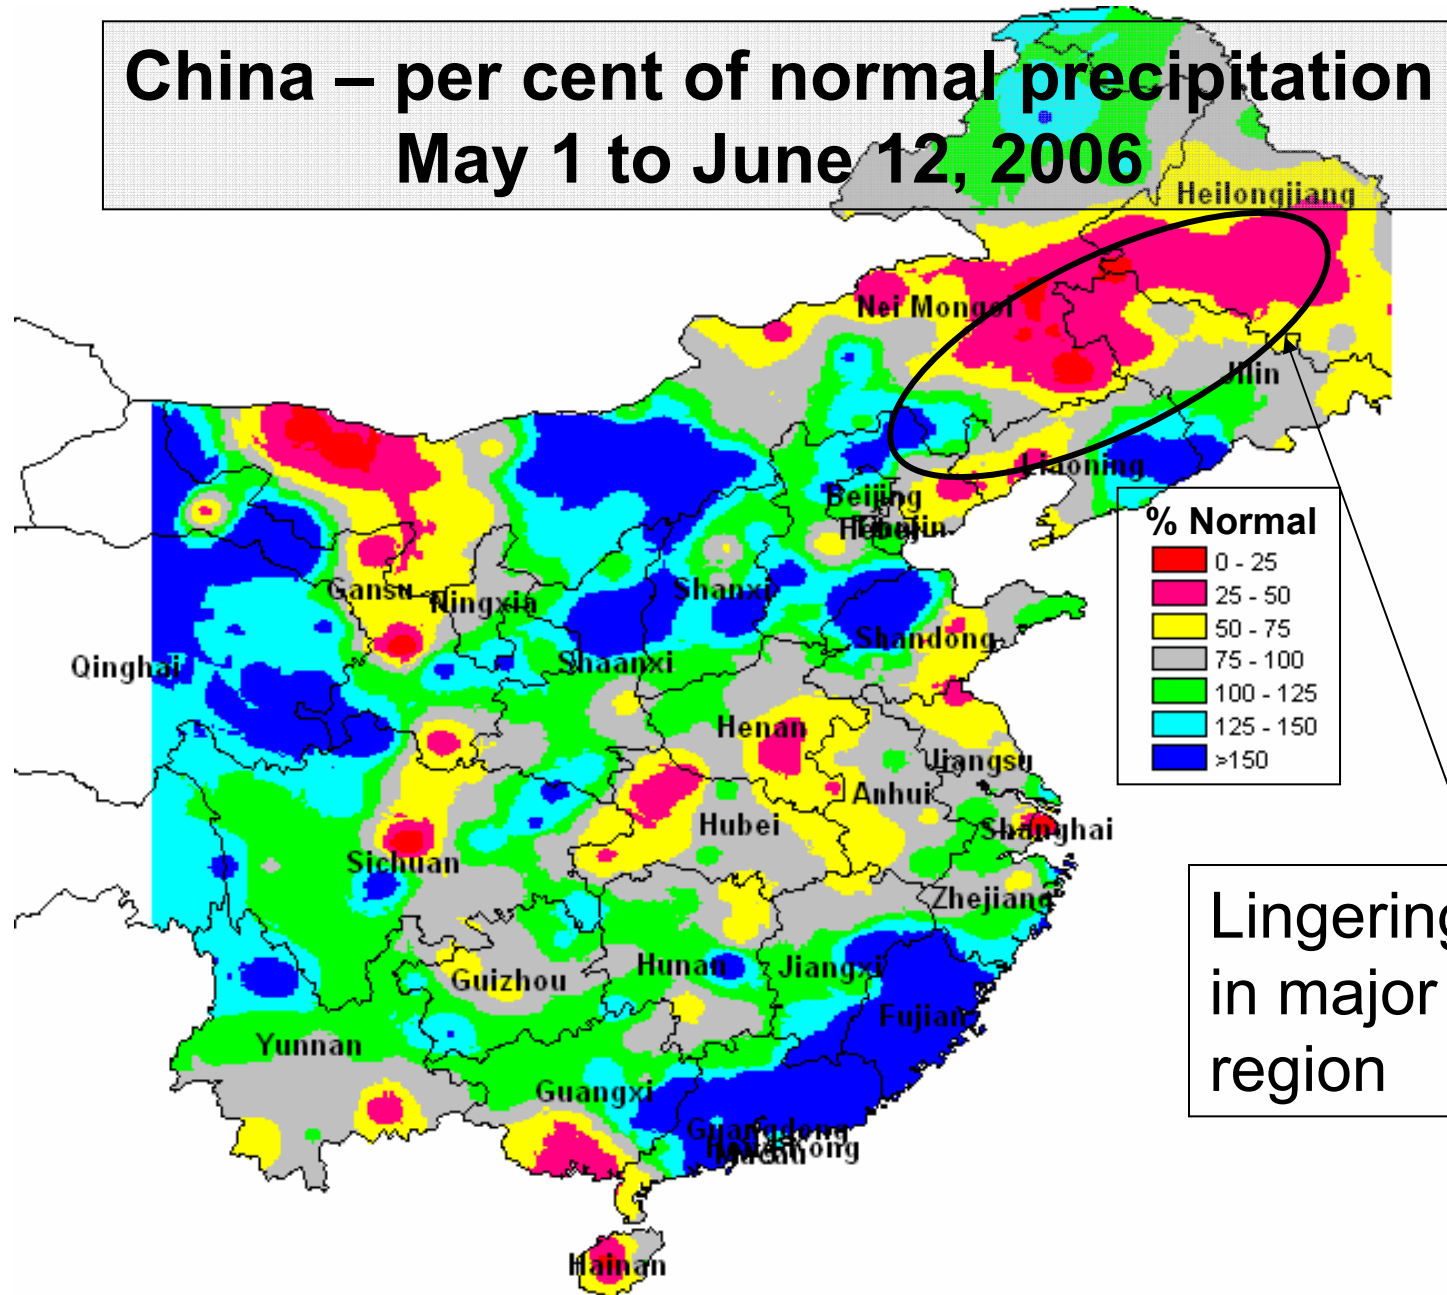 China – per cent of normal precipitation
May 1 to June 12, 2006
Heilongjiang
Nei Mongol
Jilin
Liaoning
Beijing
% Normal
0 - 25
25 - 50
50 - 75
75 - 100
100 - 125
125 - 150
>150
Gansu
Ningxia
Shanxi
Shandong
Qinghai
Shaanxi
Henan
Jiangsu
Anhui
Hubei
Shanghai
Sichuan
Zhejiang
Lingering
in major
region
Guizhou
Hunan
Jiangxi
Fujian
Yunnan
Guangxi
Guangdong
Hainan